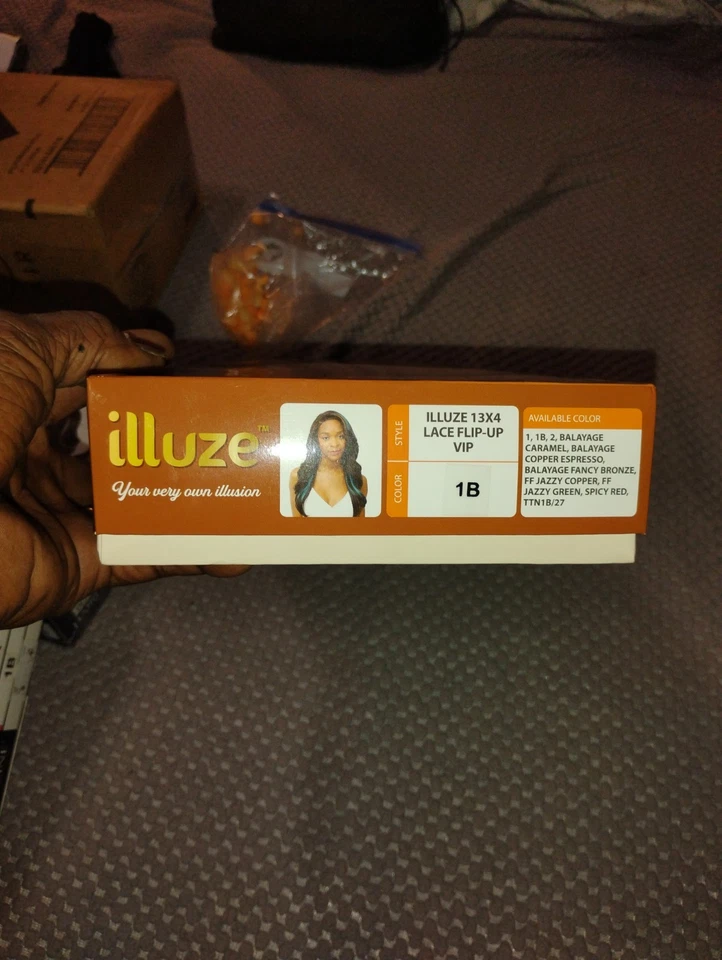 illuze™
Your very own illusion
STYLE
ILLUZE 13X4
LACE FLIP-UP
VIP
COLOR
1B
AVAILABLE COLOR
1, 1B, 2, BALAYAGE
CARAMEL, BALAYAGE
COPPER ESPRESSO,
BALAYAGE FANCY BRONZE,
FF JAZZY COPPER, FF
JAZZY GREEN, SPICY RED,
TTN1B/27
1B